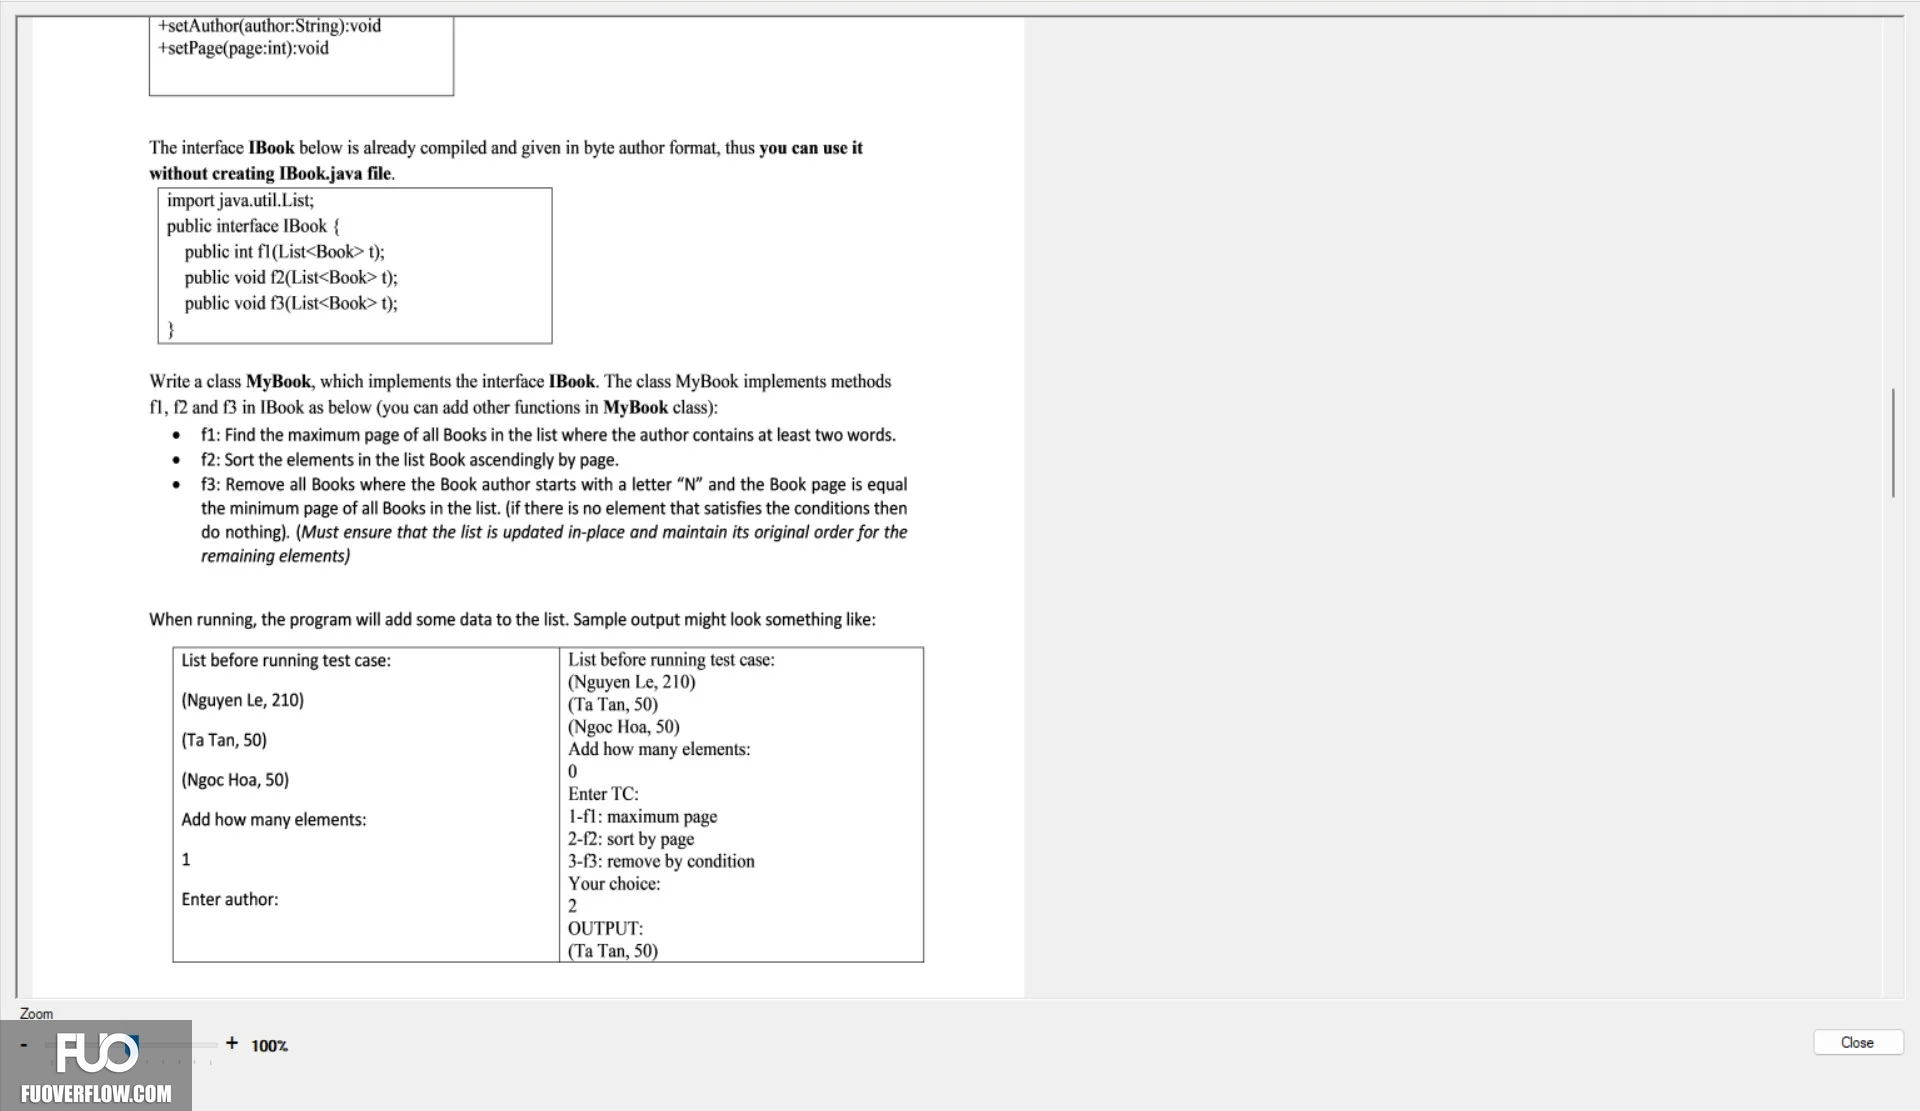 +setAuthor(author:String):void
+setPage(page:int):void
The interface IBook below is already compiled and given in byte author format, thus you can use it
without creating IBook.java file.
import java.util.List;
public interface IBook {
public int f1(List<Book> t);
public void f2(List<Book> t);
public void f3(List<Book> t);
}
Write a class MyBook, which implements the interface IBook. The class MyBook implements methods
f1, f2 and f3 in IBook as below (you can add other functions in MyBook class):
• f1: Find the maximum page of all Books in the list where the author contains at least two words.
• f2: Sort the elements in the list Book ascendingly by page.
• f3: Remove all Books where the Book author starts with a letter “N” and the Book page is equal
the minimum page of all Books in the list. (if there is no element that satisfies the conditions then
do nothing). (Must ensure that the list is updated in-place and maintain its original order for the
remaining elements)
When running, the program will add some data to the list. Sample output might look something like:
List before running test case:
(Nguyen Le, 210)
(Ta Tan, 50)
(Ngoc Hoa, 50)
Add how many elements:
1
Enter author:
List before running test case:
(Nguyen Le, 210)
(Ta Tan, 50)
(Ngoc Hoa, 50)
Add how many elements:
0
Enter TC:
1-f1: maximum page
2-f2: sort by page
3-f3: remove by condition
Your choice:
2
OUTPUT:
(Ta Tan, 50)
Zoom
- + 100%
Close
FUO
FUOVERFLOW.COM